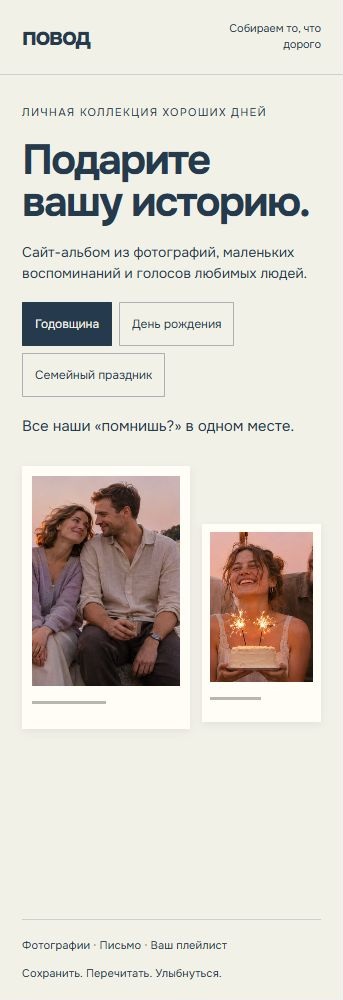 повод
Собираем то, что
дорого
ЛИЧНАЯ КОЛЛЕКЦИЯ ХОРОШИХ ДНЕЙ
Подарите
вашу историю.
Сайт-альбом из фотографий, маленьких
воспоминаний и голосов любимых людей.
Годовщина
День рождения
Семейный праздник
Все наши «помнишь?» в одном месте.
Фотографии · Письмо · Ваш плейлист
Сохранить. Перечитать. Улыбнуться.